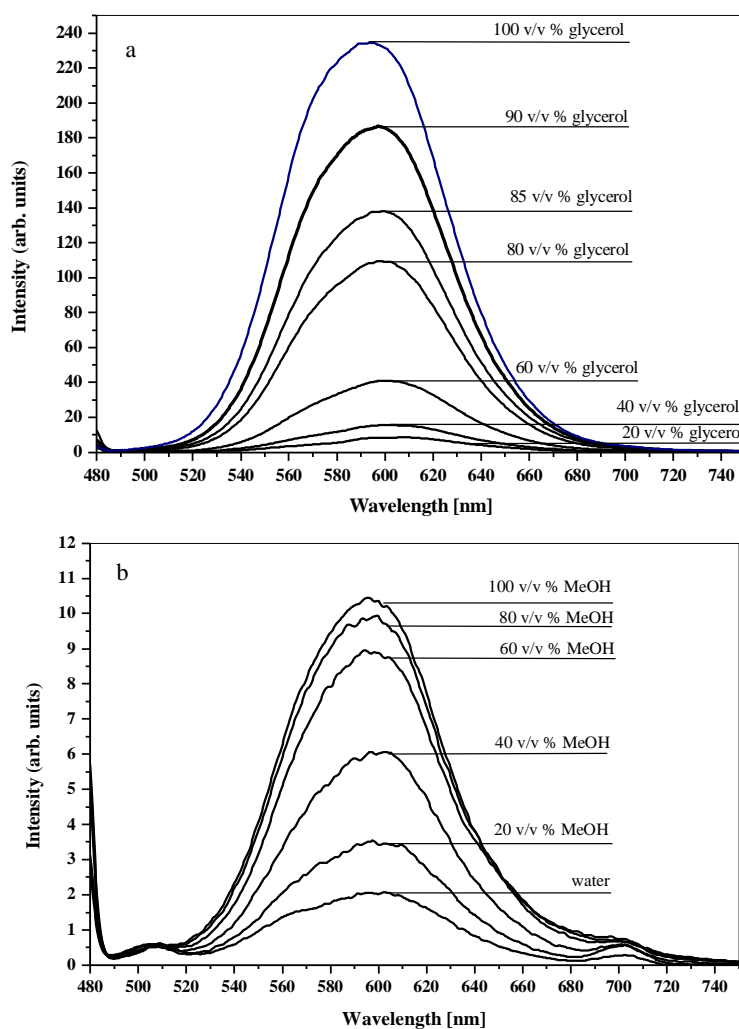 a
240
220
200
180
160
140
120
100
80
60
40
20
0
Intensity (arb. units)
100 v/v % glycerol
90 v/v % glycerol
85 v/v % glycerol
80 v/v % glycerol
60 v/v % glycerol
40 v/v % glycerol
20 v/v % glycerol
480 500 520 540 560 580 600 620 640 660 680 700 720 740
Wavelength [nm]
b
12
11
10
9
8
7
6
5
4
3
2
1
0
Intensity (arb. units)
100 v/v % MeOH
80 v/v % MeOH
60 v/v % MeOH
40 v/v % MeOH
20 v/v % MeOH
water
480 500 520 540 560 580 600 620 640 660 680 700 720 740
Wavelength [nm]